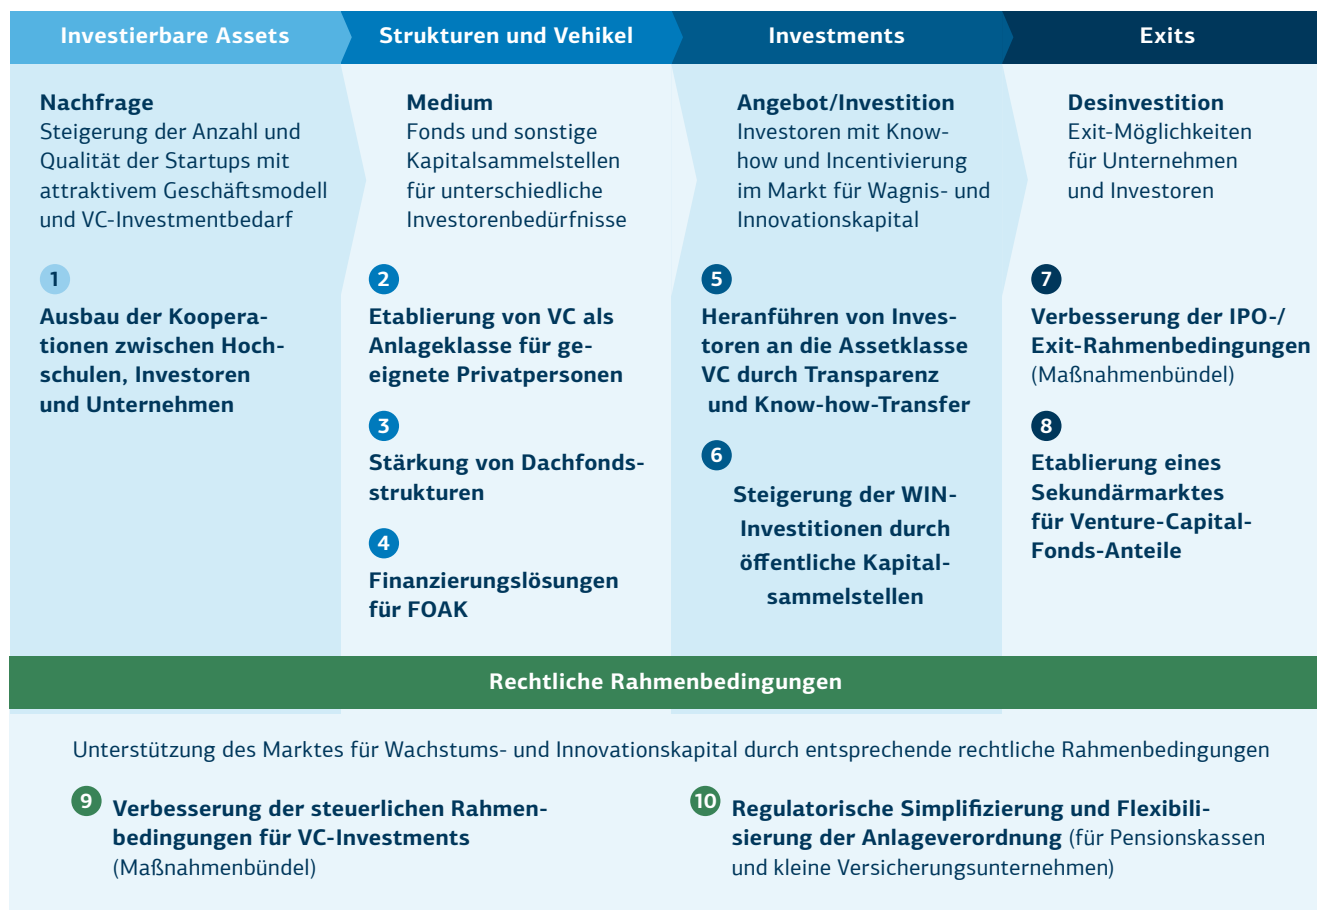 Investierbare Assets
Strukturen und Vehikel
Investments
Exits
Nachfrage
Steigerung der Anzahl und
Qualität der Startups mit
attraktivem Geschäftsmodell
und VC-Investmentbedarf
1
Ausbau der Koopera-
tionen zwischen Hoch-
schulen, Investoren
und Unternehmen
Medium
Fonds und sonstige
Kapitalsammelstellen
für unterschiedliche
Investorenbedürfnisse
2
Etablierung von VC als
Anlageklasse für ge-
eignete Privatpersonen
3
Stärkung von Dachfonds-
strukturen
4
Finanzierungslösungen
für FOAK
Angebot/Investition
Investoren mit Know-
how und Incentivierung
im Markt für Wagnis- und
Innovationskapital
5
Heranführen von Inves-
toren an die Assetklasse
VC durch Transparenz
und Know-how-Transfer
6
Steigerung der WIN-
Investitionen durch
öffentliche Kapital-
sammelstellen
Desinvestition
Exit-Möglichkeiten
für Unternehmen
und Investoren
7
Verbesserung der IPO-/
Exit-Rahmenbedingungen
(Maßnahmenbündel)
8
Etablierung eines
Sekundärmarktes
für Venture-Capital-
Fonds-Anteile
Rechtliche Rahmenbedingungen
Unterstützung des Marktes für Wachstums- und Innovationskapital durch entsprechende rechtliche Rahmenbedingungen
9
Verbesserung der steuerlichen Rahmen-
bedingungen für VC-Investments
(Maßnahmenbündel)
10
Regulatorische Simplifizierung und Flexibili-
sierung der Anlageverordnung (für Pensionskassen
und kleine Versicherungsunternehmen)